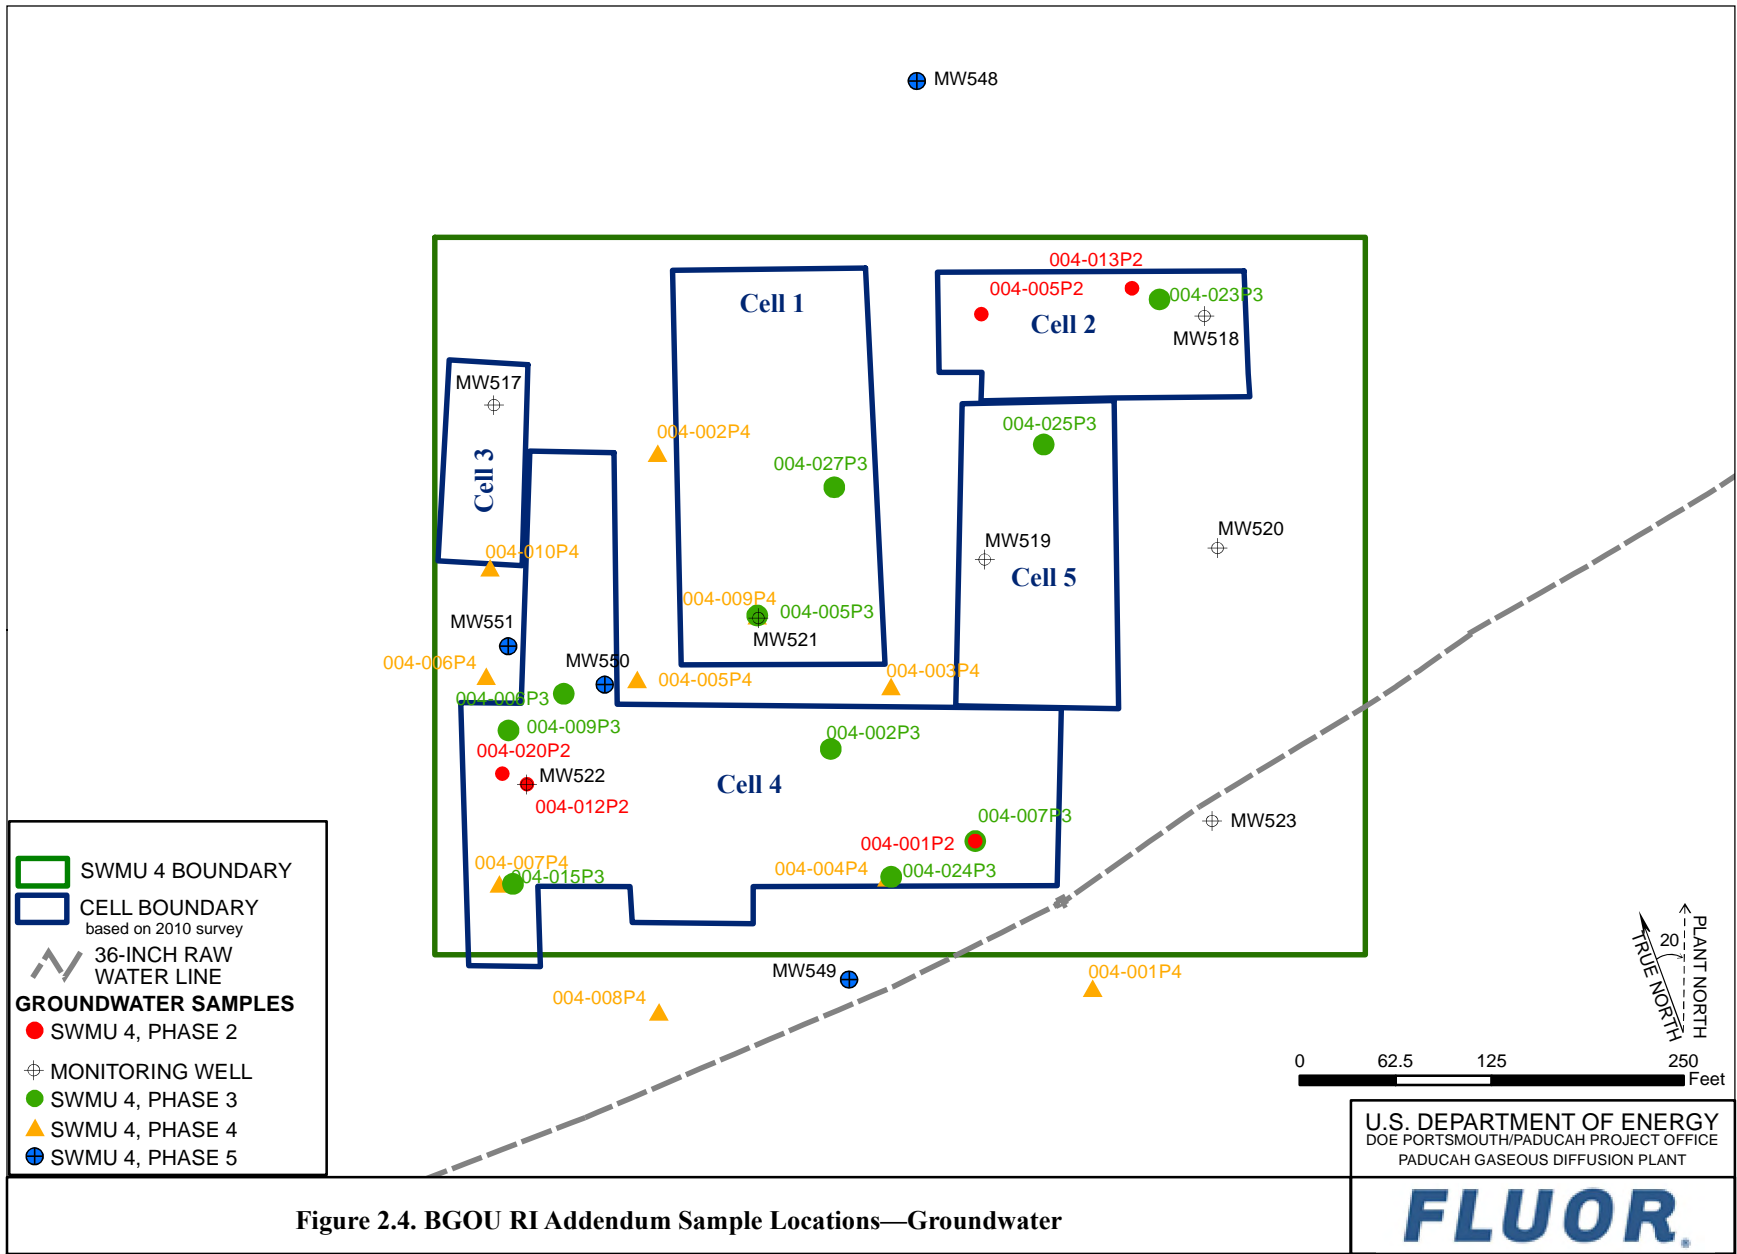 MW548
004-013P2
004-005P2
004-023P3
Cell 1
Cell 2
MW518
MW517
004-002P4
004-025P3
004-027P3
Cell 3
MW520
MW519
004-010P4
Cell 5
004-009P4
004-005P3
MW551
MW521
004-006P4
MW550
004-005P4
004-003P4
004-006P3
004-009P3
004-002P3
004-020P2
MW522
Cell 4
004-012P2
004-007P3
MW523
004-001P2
004-007P4
004-015P3
004-004P4
004-024P3
MW549
004-001P4
004-008P4
SWMU 4 BOUNDARY
CELL BOUNDARY
based on 2010 survey
36-INCH RAW
WATER LINE
GROUNDWATER SAMPLES
SWMU 4, PHASE 2
MONITORING WELL
SWMU 4, PHASE 3
SWMU 4, PHASE 4
SWMU 4, PHASE 5
TRUE NORTH
20
PLANT NORTH
0 62.5 125 250
Feet
U.S. DEPARTMENT OF ENERGY
DOE PORTSMOUTH/PADUCAH PROJECT OFFICE
PADUCAH GASEOUS DIFFUSION PLANT
Figure 2.4. BGOU RI Addendum Sample Locations—Groundwater
FLUOR®